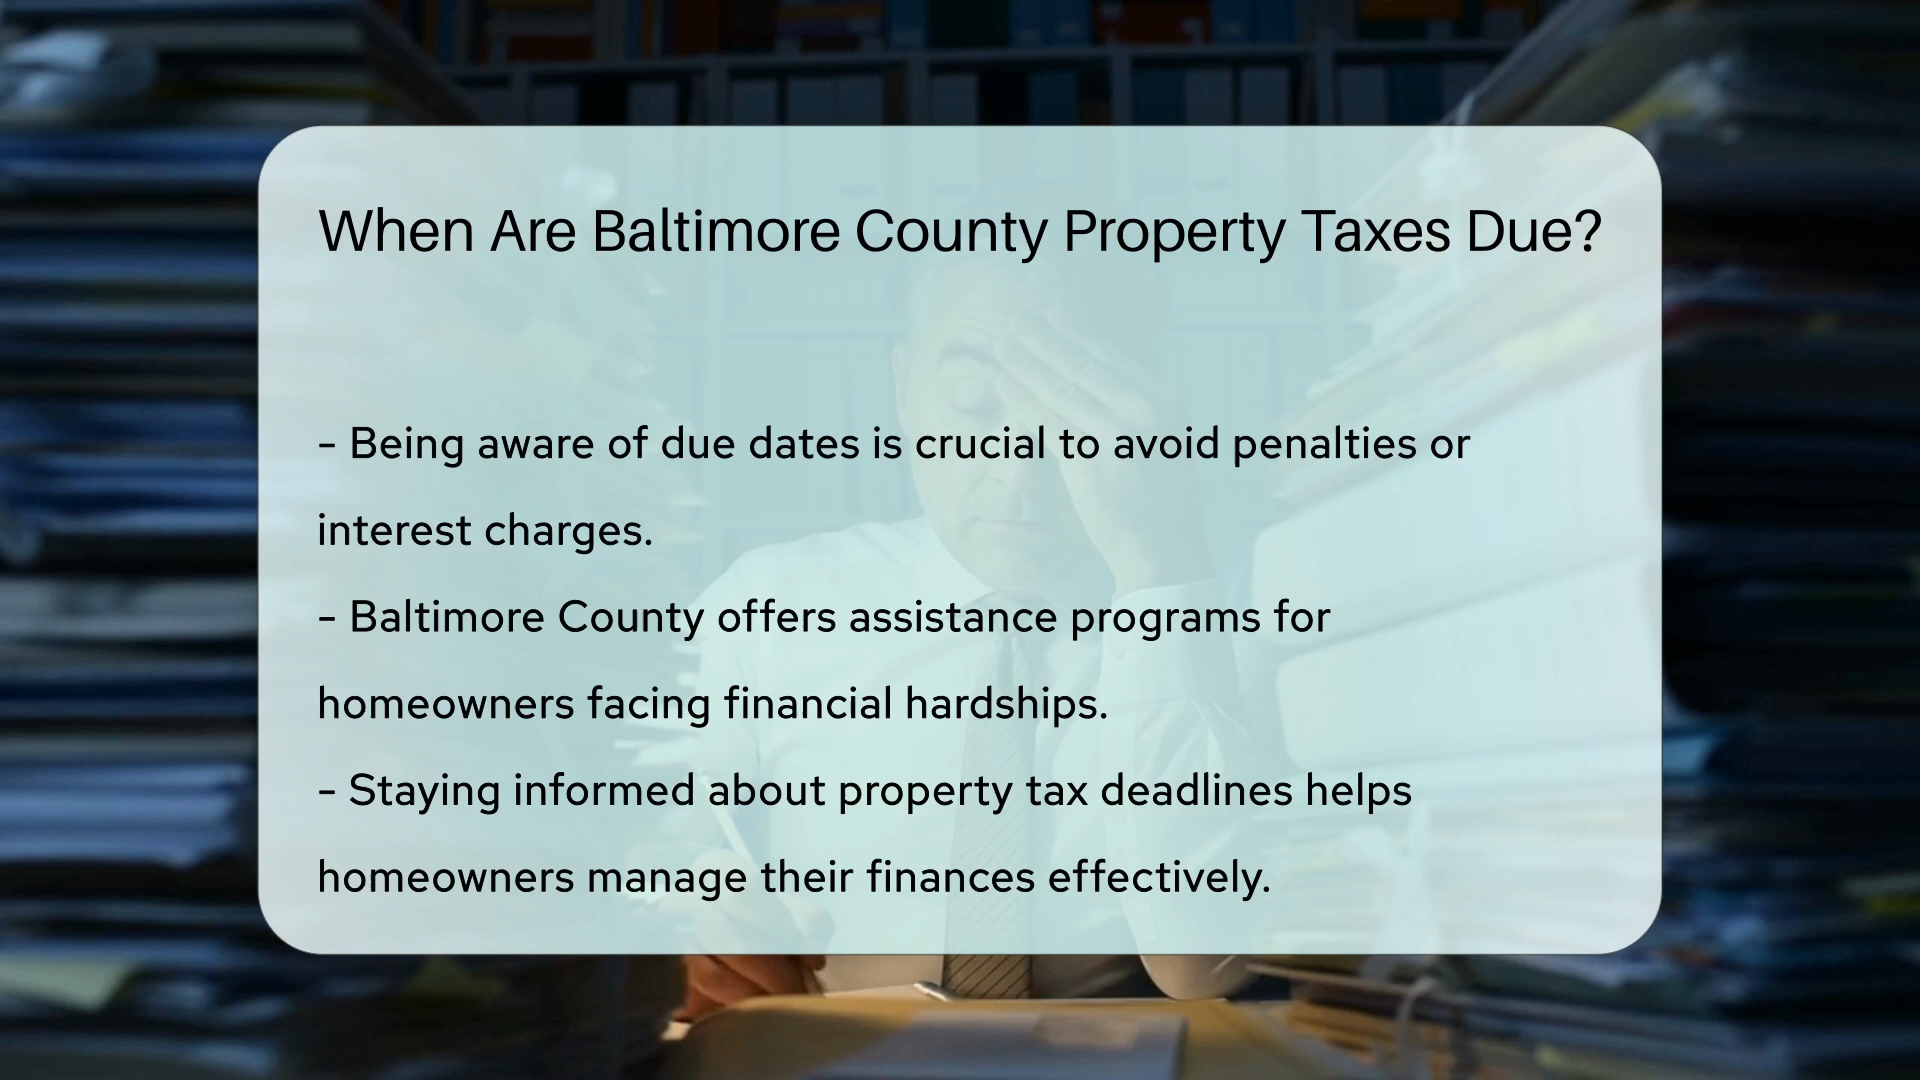 When Are Baltimore County Property Taxes Due?
- Being aware of due dates is crucial to avoid penalties or
interest charges.
- Baltimore County offers assistance programs for
homeowners facing financial hardships.
- Staying informed about property tax deadlines helps
homeowners manage their finances effectively.